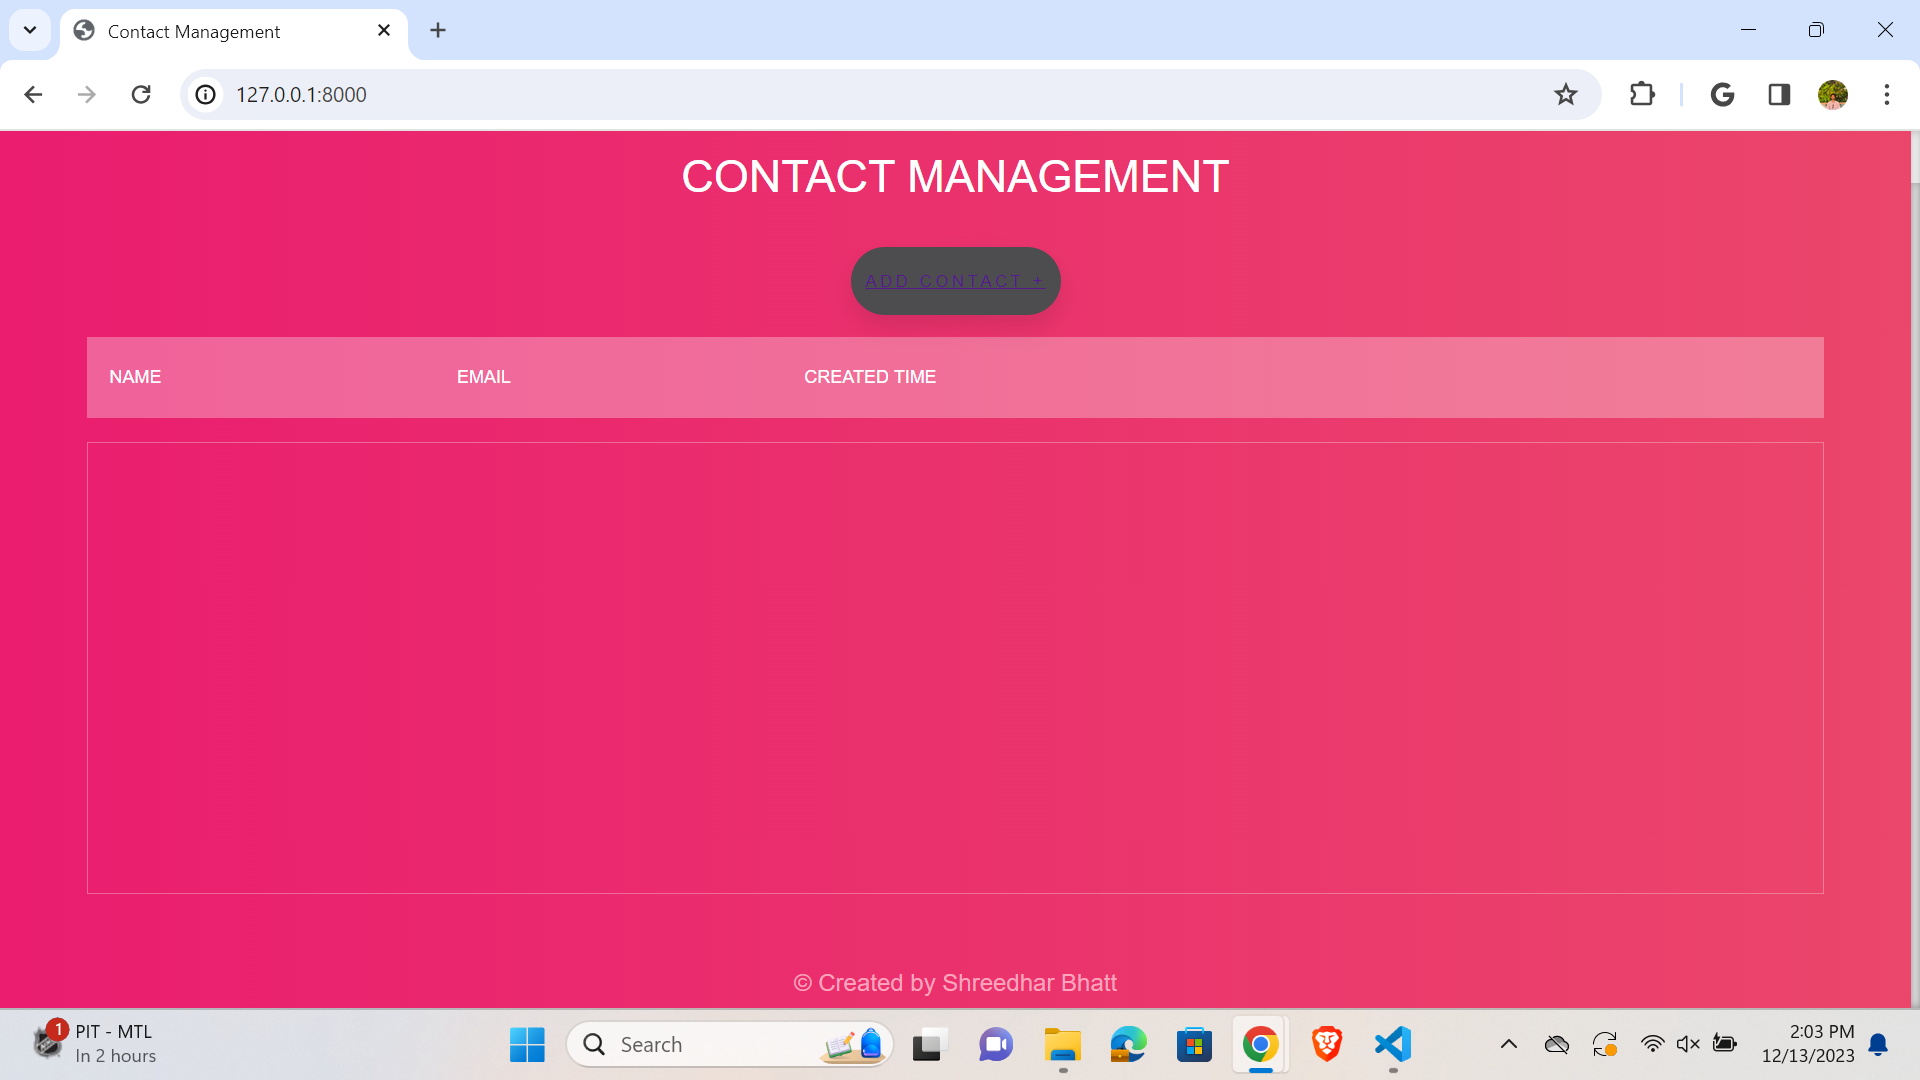 Contact Management
127.0.0.1:8000
CONTACT MANAGEMENT
ADD CONTACT +
NAME EMAIL CREATED TIME
© Created by Shreedhar Bhatt
1
PIT - MTL
In 2 hours
Search
2:03 PM
12/13/2023